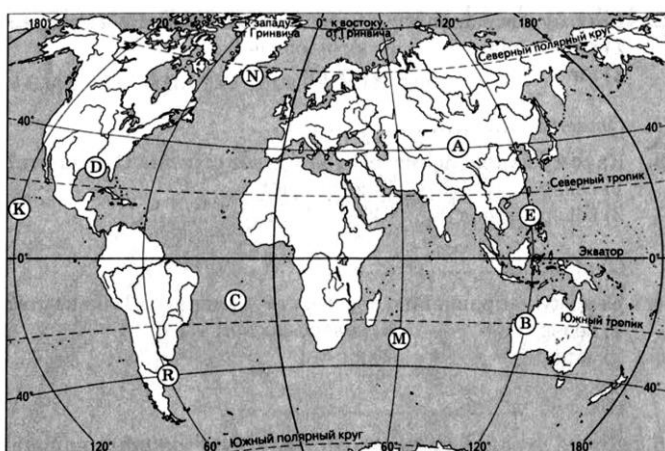 180° 120° к западу от Гринвича 0° к востоку от Гринвича 120° 180°
Северный полярный круг
N
40° 40°
D A
Северный тропик
K E
0° Экватор 0°
C
Южный тропик
B
M
R
40° 40°
120° 60° Южный полярный круг 60° 120° 180°